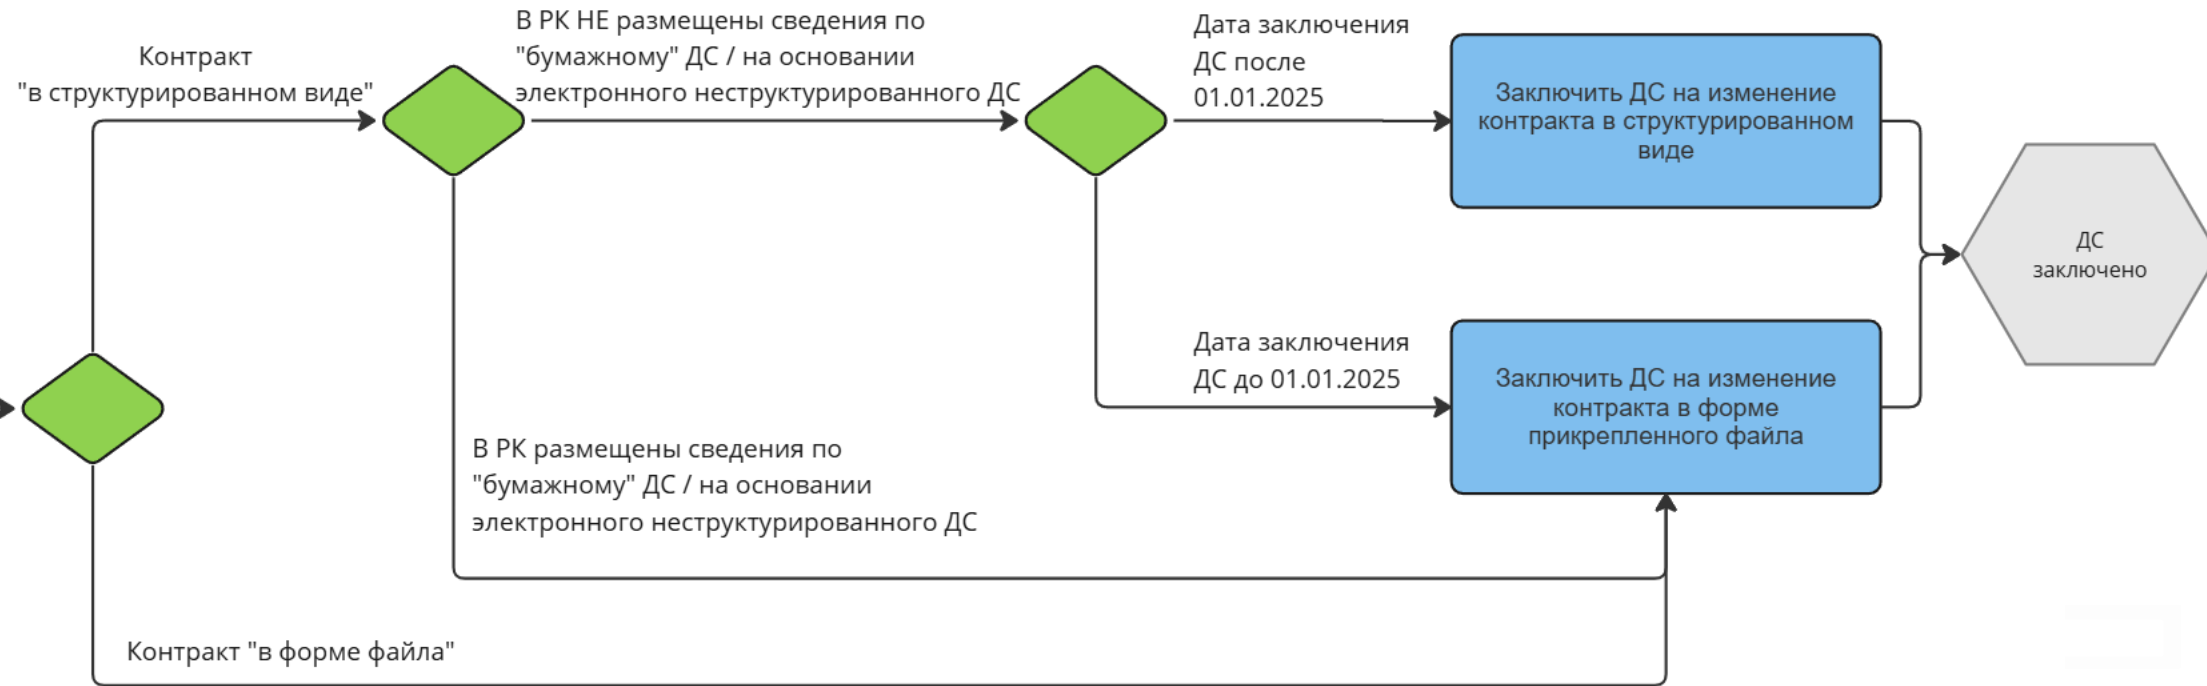 Контракт
"в структурированном виде"
В РК НЕ размещены сведения по
"бумажному" ДС / на основании
электронного неструктурированного ДС
Дата заключения
ДС после
01.01.2025
Заключить ДС на изменение
контракта в структурированном
виде
ДС
заключено
Дата заключения
ДС до 01.01.2025
Заключить ДС на изменение
контракта в форме
прикрепленного файла
В РК размещены сведения по
"бумажному" ДС / на основании
электронного неструктурированного ДС
Контракт "в форме файла"